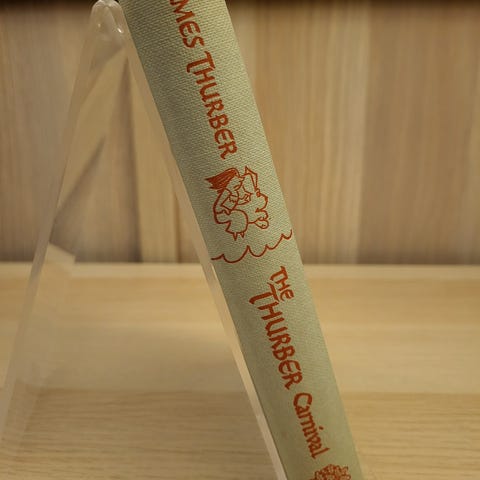 MES THURBER
THE
THURBER
Carnival